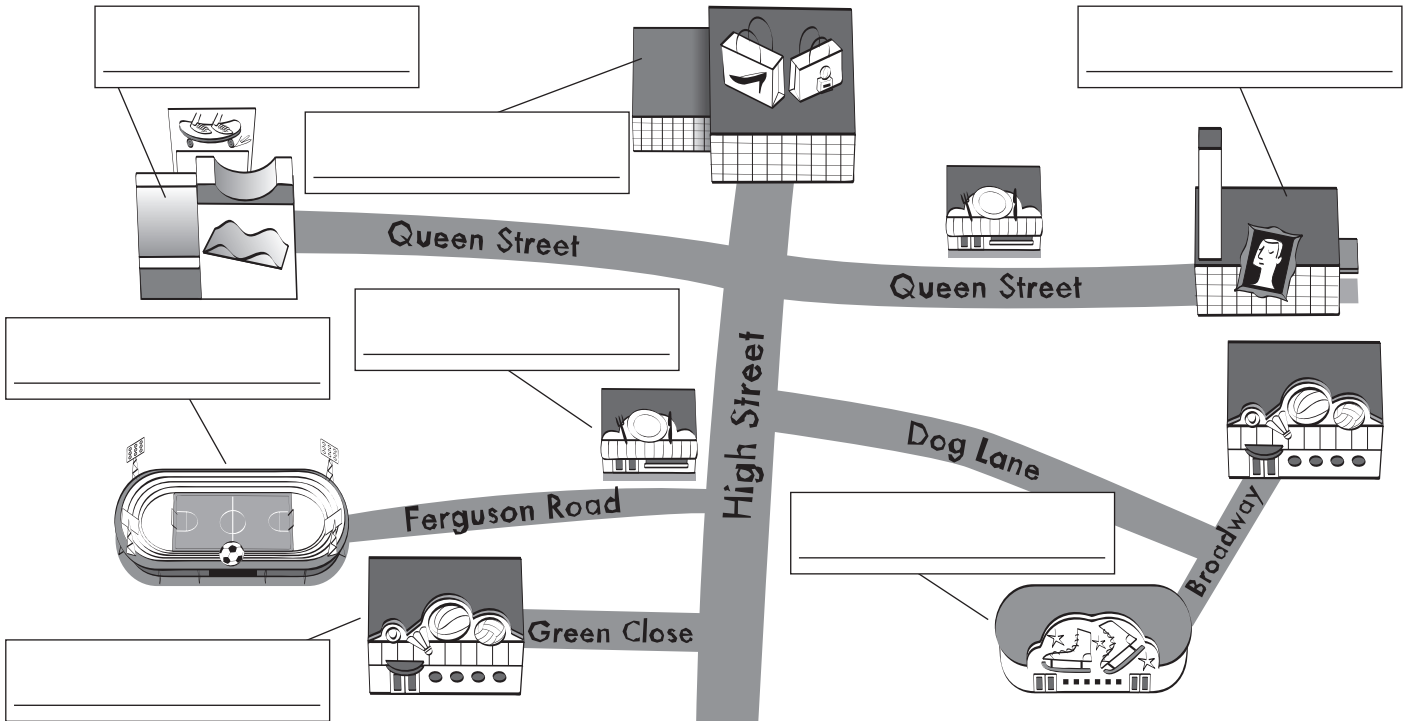 Queen Street
Queen Street
High Street
Dog Lane
Ferguson Road
Broadway
Green Close